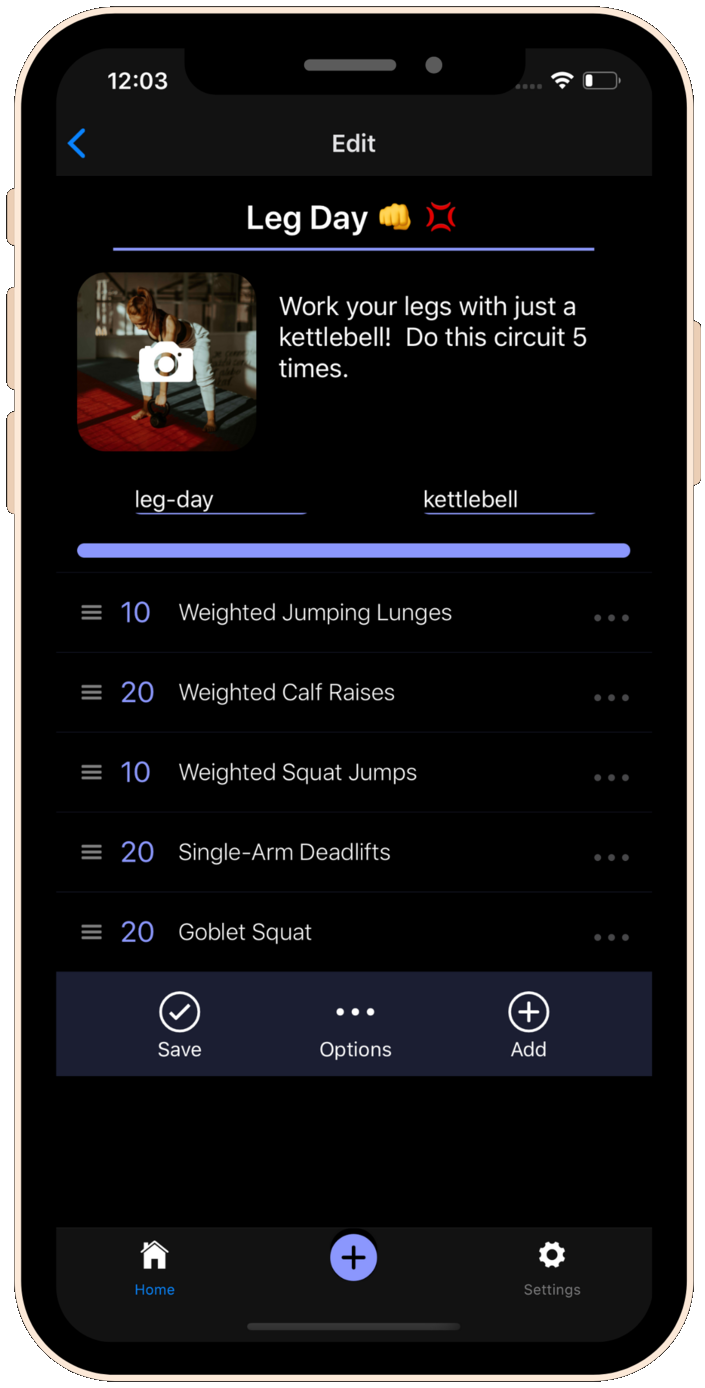 12:03
Edit
Leg Day 👊 💢
Work your legs with just a
kettlebell!  Do this circuit 5
times.
leg-day kettlebell
10 Weighted Jumping Lunges
20 Weighted Calf Raises
10 Weighted Squat Jumps
20 Single-Arm Deadlifts
20 Goblet Squat
Save Options Add
Home Settings